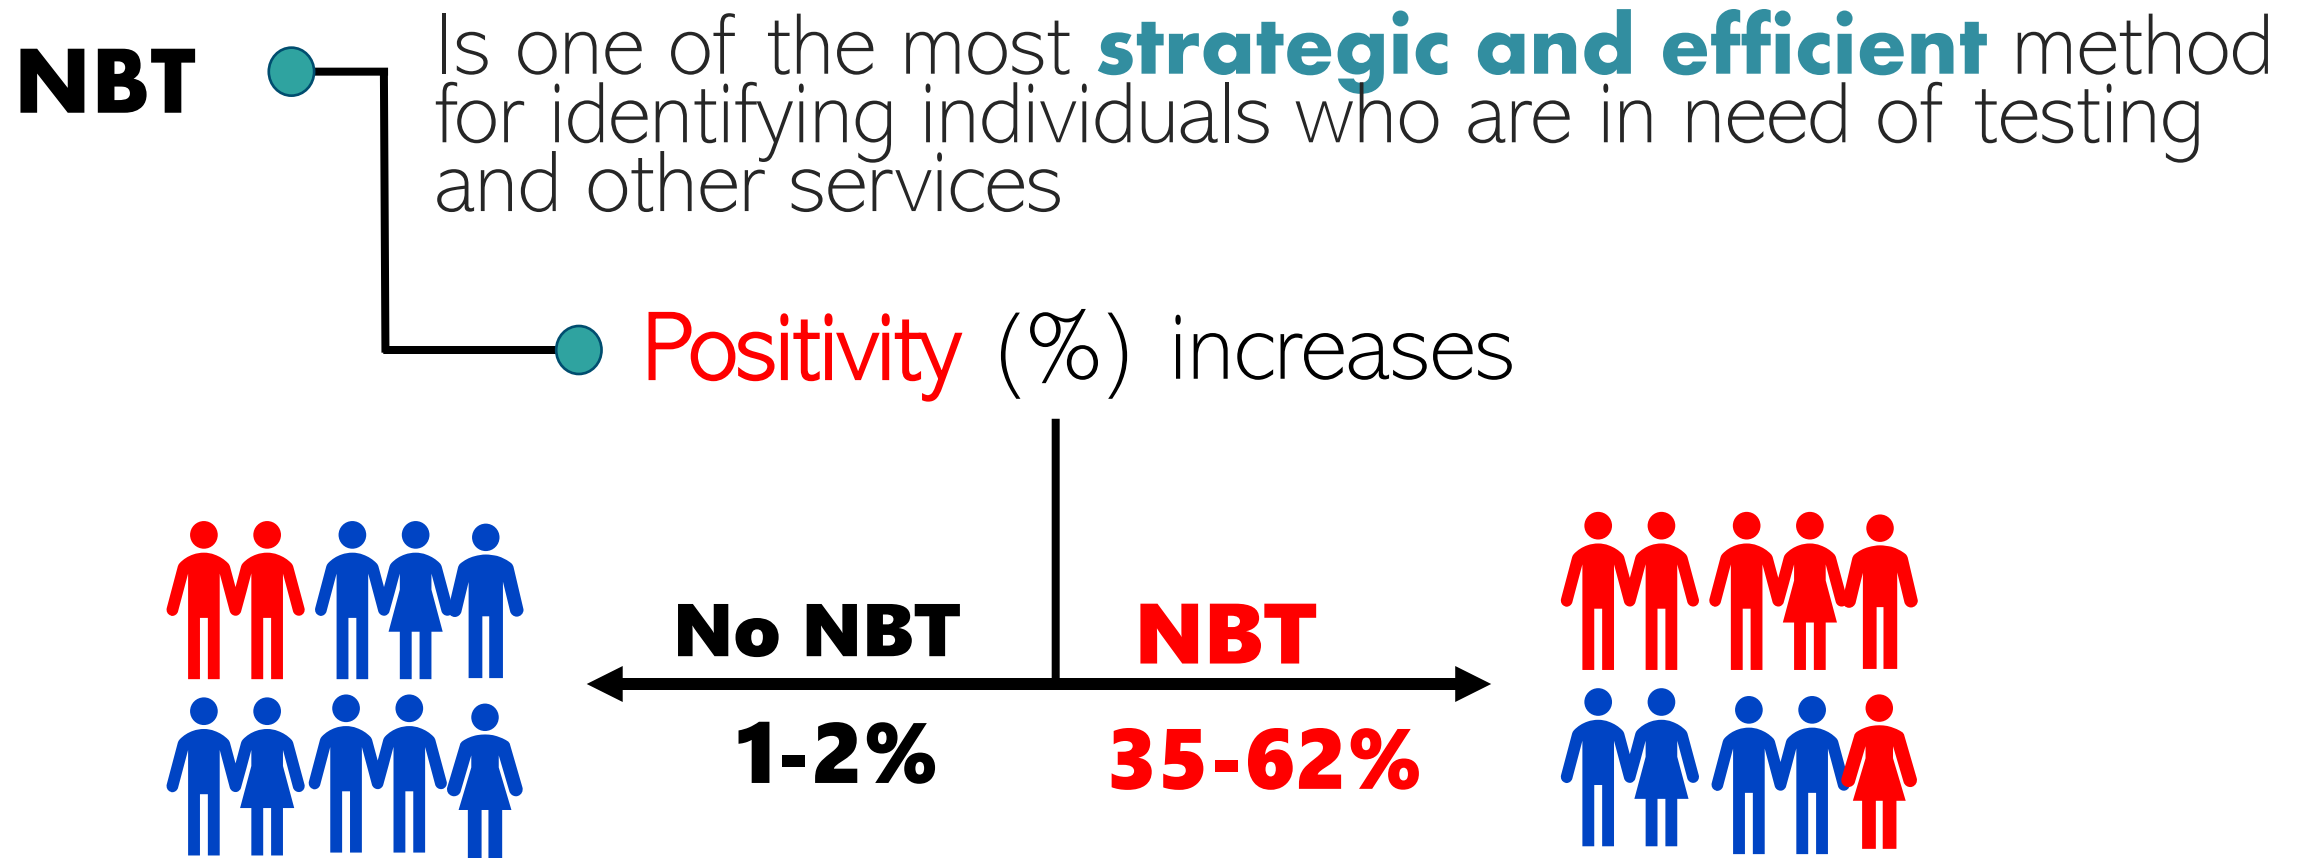 NBT
Is one of the most strategic and efficient method
for identifying individuals who are in need of testing
and other services
Positivity (%) increases
No NBT
NBT
1-2%
35-62%